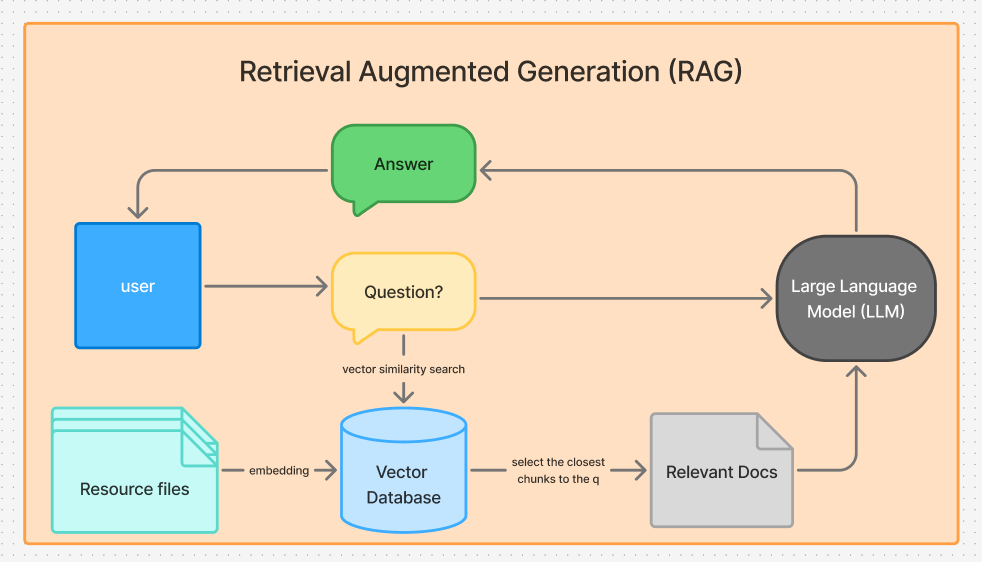 Retrieval Augmented Generation (RAG)
Answer
user
Question?
Large Language
Model (LLM)
vector similarity search
Resource files
embedding
Vector
Database
select the closest
chunks to the q
Relevant Docs